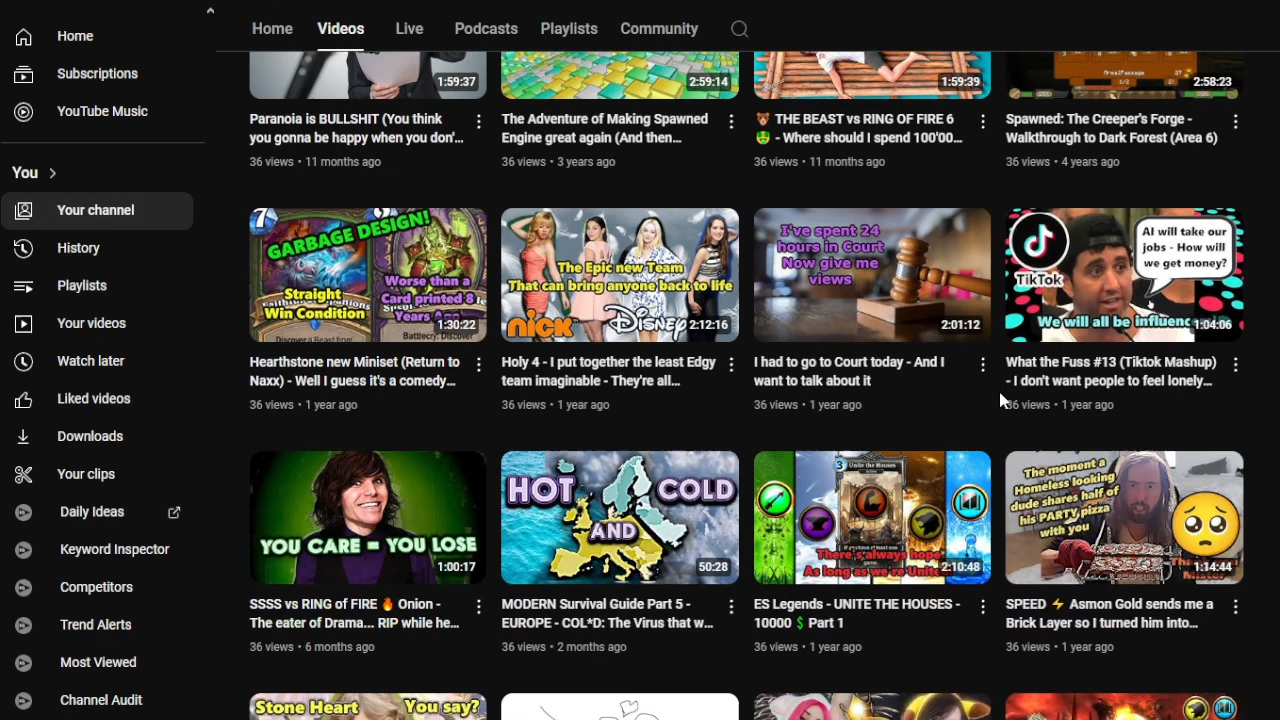 Home
Subscriptions
YouTube Music
You
Your channel
History
Playlists
Your videos
Watch later
Liked videos
Downloads
Your clips
Daily Ideas
Keyword Inspector
Competitors
Trend Alerts
Most Viewed
Channel Audit
Home Videos Live Podcasts Playlists Community
1:59:37
Paranoia is BULLSHIT (You think
you gonna be happy when you don'...
36 views • 11 months ago
2:59:14
The Adventure of Making Spawned
Engine great again (And then...
36 views • 3 years ago
1:59:39
🐻 THE BEAST vs RING OF FIRE 6
- Where should I spend 100'00...
36 views • 11 months ago
2:58:23
Spawned: The Creeper's Forge -
Walkthrough to Dark Forest (Area 6)
36 views • 4 years ago
7
GARBAGE DESIGN!
Straight
Win Condition
Worse than a
Card printed 8
Years Ago
Discover a Beast from
Battlecry: Discover
1:30:22
Hearthstone new Miniset (Return to
Naxx) - Well I guess it's a comedy...
36 views • 1 year ago
The Epic new Team
That can bring anyone back to life
nick
Disney
2:12:16
Holy 4 - I put together the least Edgy
team imaginable - They're all...
36 views • 1 year ago
I've spent 24
hours in Court
Now give me
views
2:01:12
I had to go to Court today - And I
want to talk about it
36 views • 1 year ago
TikTok
AI will take our
jobs - How will
we get money?
We will all be influenc
1:04:06
What the Fuss #13 (Tiktok Mashup)
- I don't want people to feel lonely...
36 views • 1 year ago
YOU CARE = YOU LOSE
1:00:17
SSSS vs RING of FIRE 🔥 Onion -
The eater of Drama... RIP while he...
36 views • 6 months ago
HOT
COLD
AND
50:28
MODERN Survival Guide Part 5 -
EUROPE - COL*D: The Virus that w...
36 views • 2 months ago
3
Unite the Houses
There's always hope
As long as we're Unite
2:10:48
ES Legends - UNITE THE HOUSES -
10000 💲 Part 1
36 views • 1 year ago
The moment a
Homeless looking
dude shares half of
his PARTY pizza
with you
1:14:44
SPEED ⚡ Asmon Gold sends me a
Brick Layer so I turned him into...
36 views • 1 year ago
Stone Heart
You say?